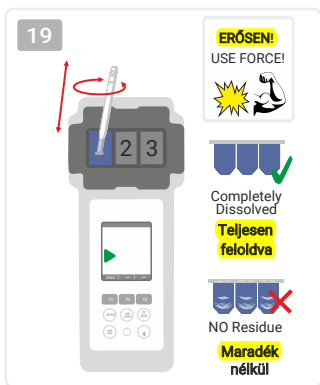 19
ERŐSEN!
USE FORCE!
2 3
Completely
Dissolved
Teljesen
feloldva
NO Residue
Maradék
nélkül